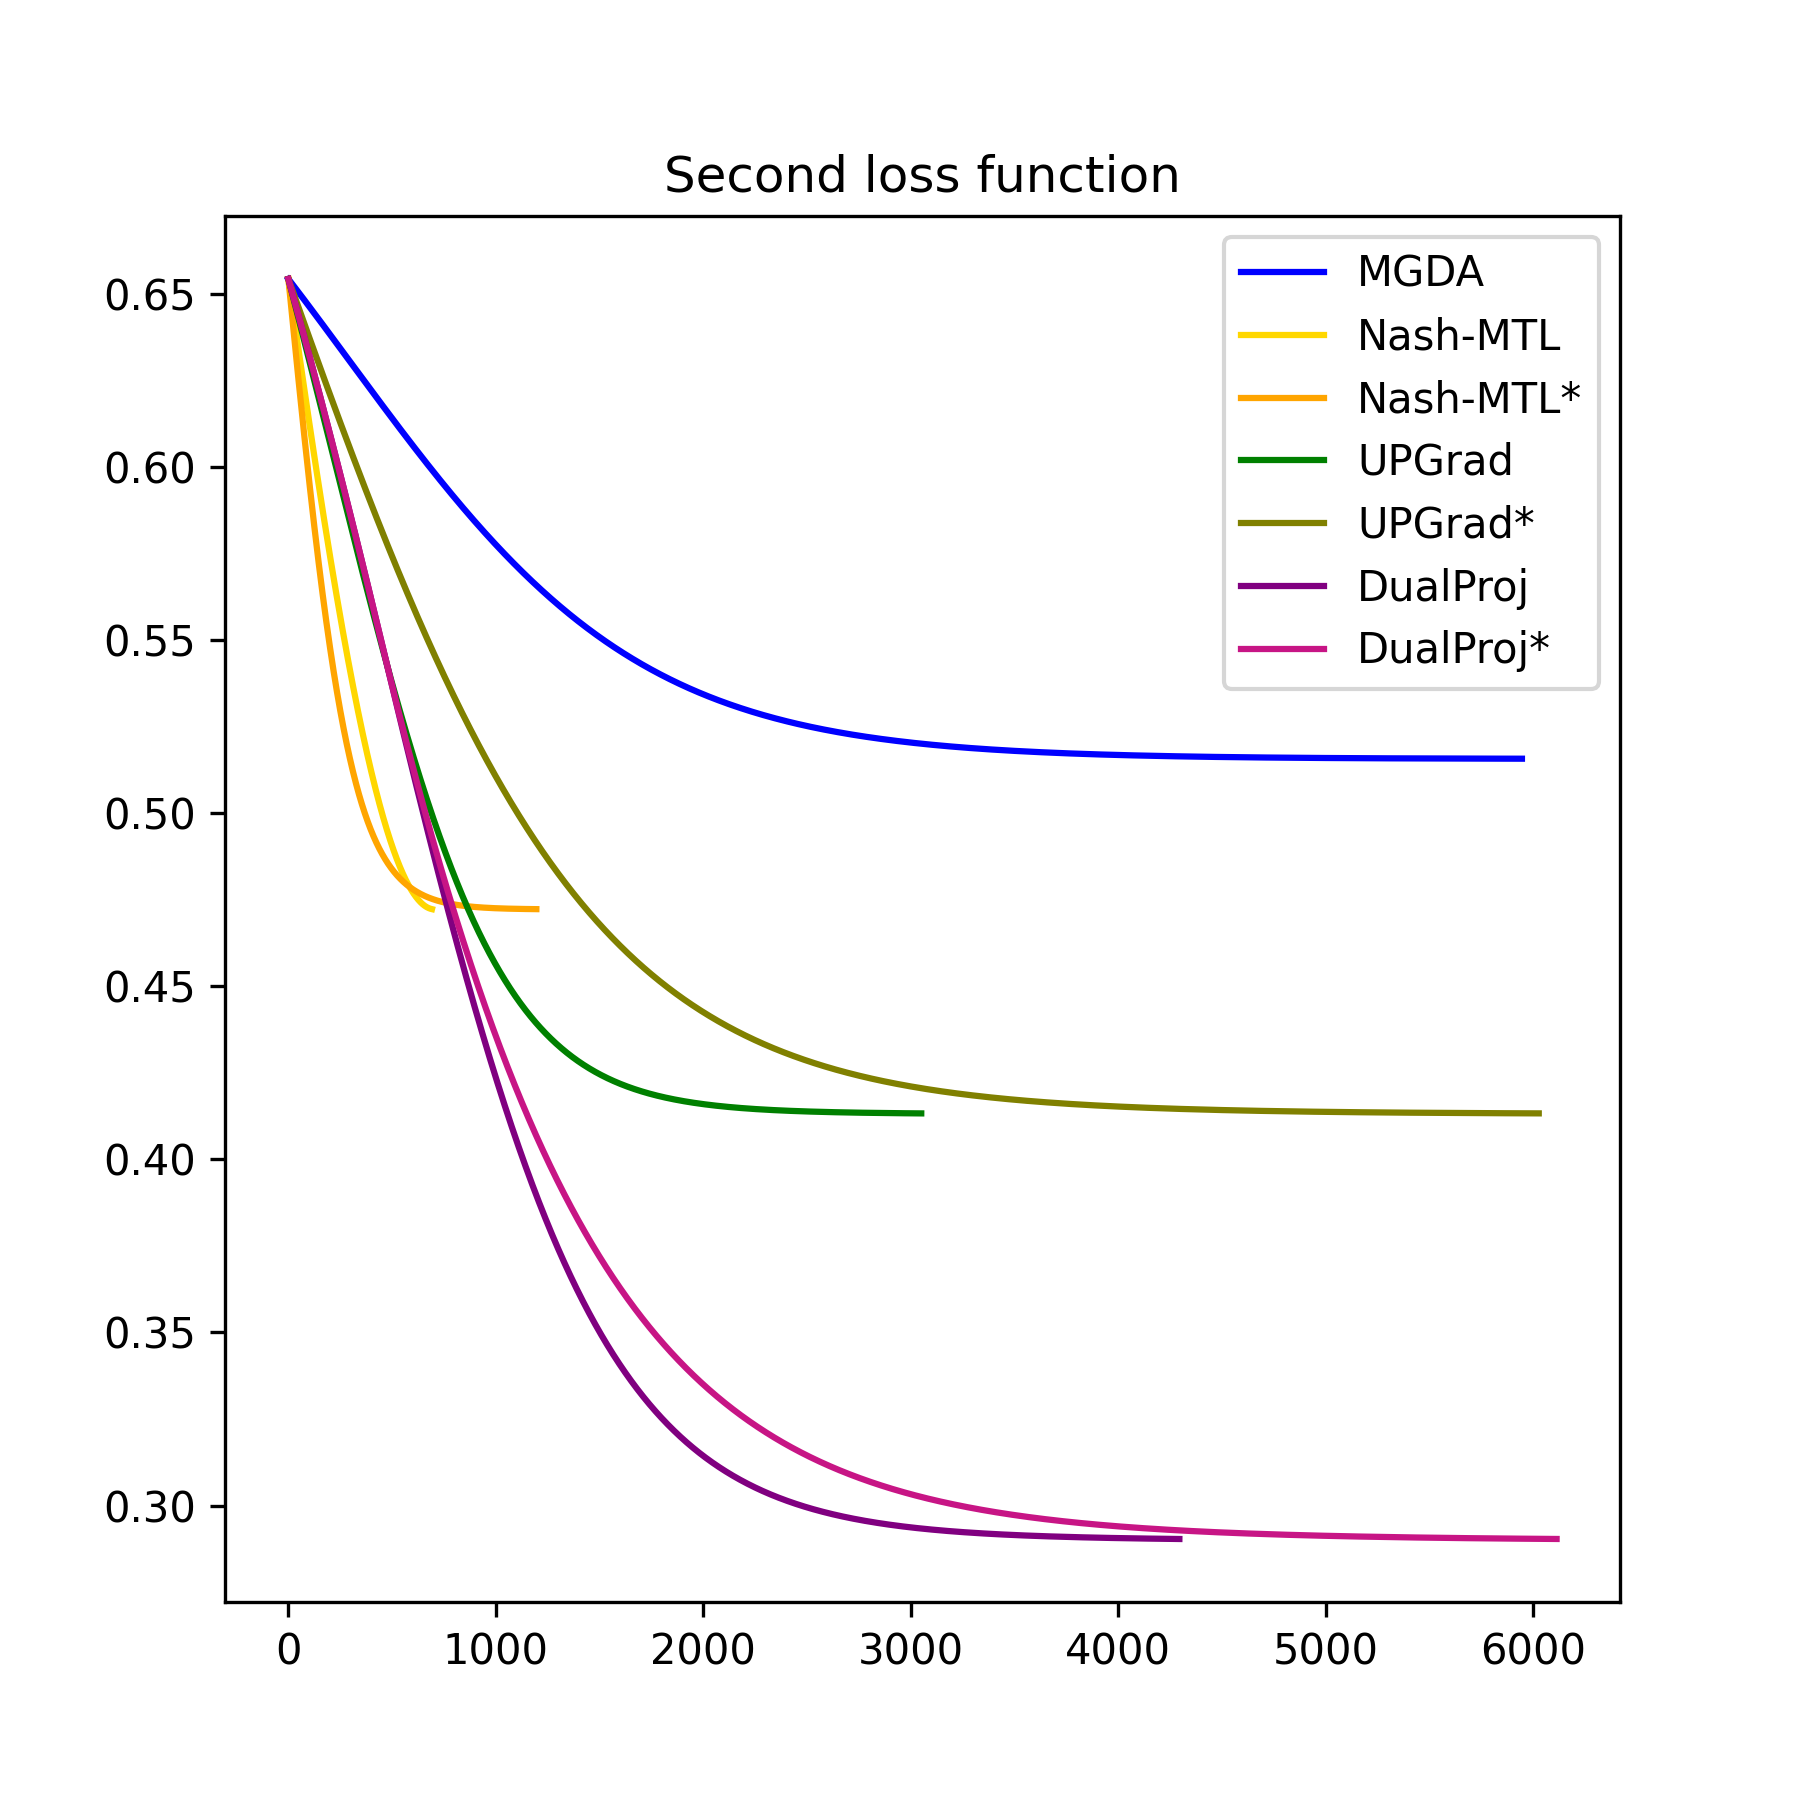 Second loss function
0.65
0.60
0.55
0.50
0.45
0.40
0.35
0.30
MGDA
Nash-MTL
Nash-MTL*
UPGrad
UPGrad*
DualProj
DualProj*
0 1000 2000 3000 4000 5000 6000